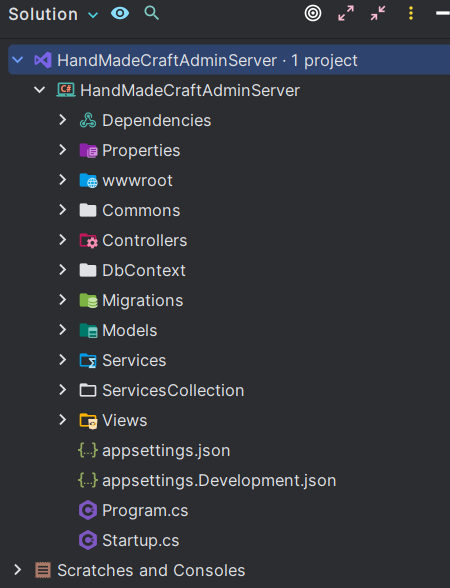 Solution
HandMadeCraftAdminServer · 1 project
C# HandMadeCraftAdminServer
Dependencies
Properties
wwwroot
Commons
Controllers
DbContext
Migrations
Models
Services
ServicesCollection
Views
{...} appsettings.json
{...} appsettings.Development.json
C Program.cs
C Startup.cs
Scratches and Consoles